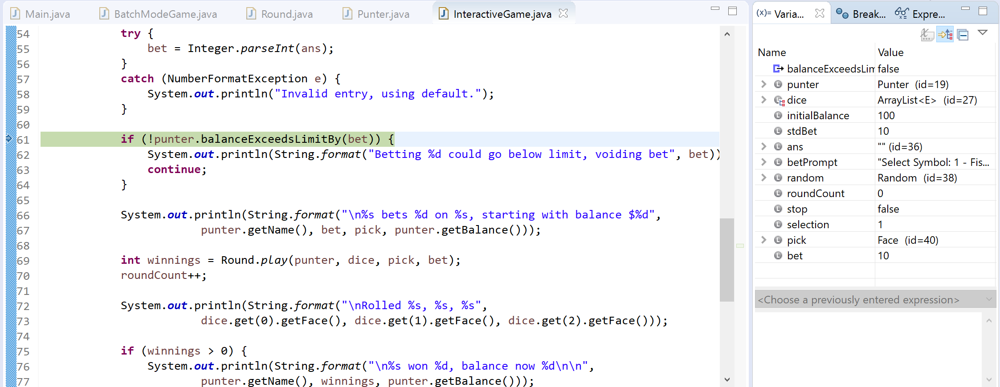 Main.java BatchModeGame.java Round.java Punter.java InteractiveGame.java
54 try {
55 bet = Integer.parseInt(ans);
56 }
57 catch (NumberFormatException e) {
58 System.out.println("Invalid entry, using default.");
59 }
60
61 if (!punter.balanceExceedsLimitBy(bet)) {
62 System.out.println(String.format("Betting %d could go below limit, voiding bet", bet))
63 continue;
64 }
65
66 System.out.println(String.format("\n%s bets %d on %s, starting with balance $%d",
67 punter.getName(), bet, pick, punter.getBalance()));
68
69 int winnings = Round.play(punter, dice, pick, bet);
70 roundCount++;
71
72 System.out.println(String.format("\nRolled %s, %s, %s",
73 dice.get(0).getFace(), dice.get(1).getFace(), dice.get(2).getFace()));
74
75 if (winnings > 0) {
76 System.out.println(String.format("\n%s won %d, balance now %d\n\n",
77 punter.getName(), winnings, punter.getBalance()));
(x)= Varia... Break... Expre...
Name Value
balanceExceedsLim false
punter Punter (id=19)
dice ArrayList<E> (id=27)
initialBalance 100
stdBet 10
ans "" (id=36)
betPrompt "Select Symbol: 1 - Fis...
random Random (id=38)
roundCount 0
stop false
selection 1
pick Face (id=40)
bet 10
<Choose a previously entered expression>